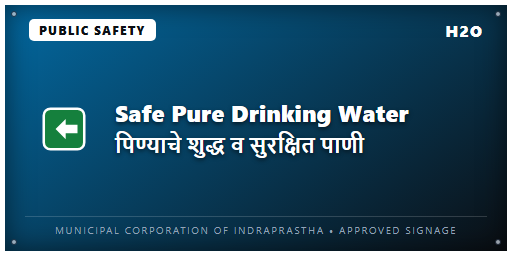 PUBLIC SAFETY
H2O
Safe Pure Drinking Water
पिण्याचे शुद्ध व सुरक्षित पाणी
MUNICIPAL CORPORATION OF INDRAPRASTHA • APPROVED SIGNAGE